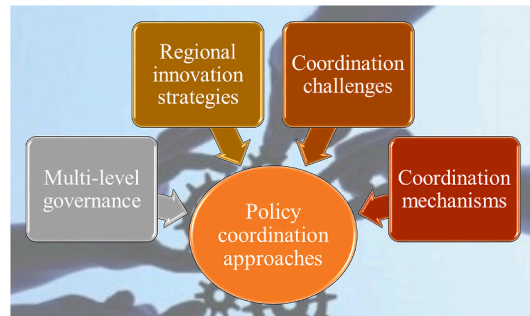 Regional
innovation
strategies
Coordination
challenges
Multi-level
governance
Coordination
mechanisms
Policy
coordination
approaches